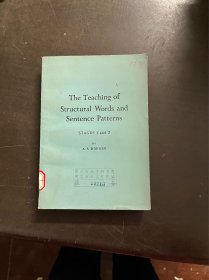 The Teaching of
Structural Words and
Sentence Patterns
STAGES 1 and 2
BY
A S HORNBY